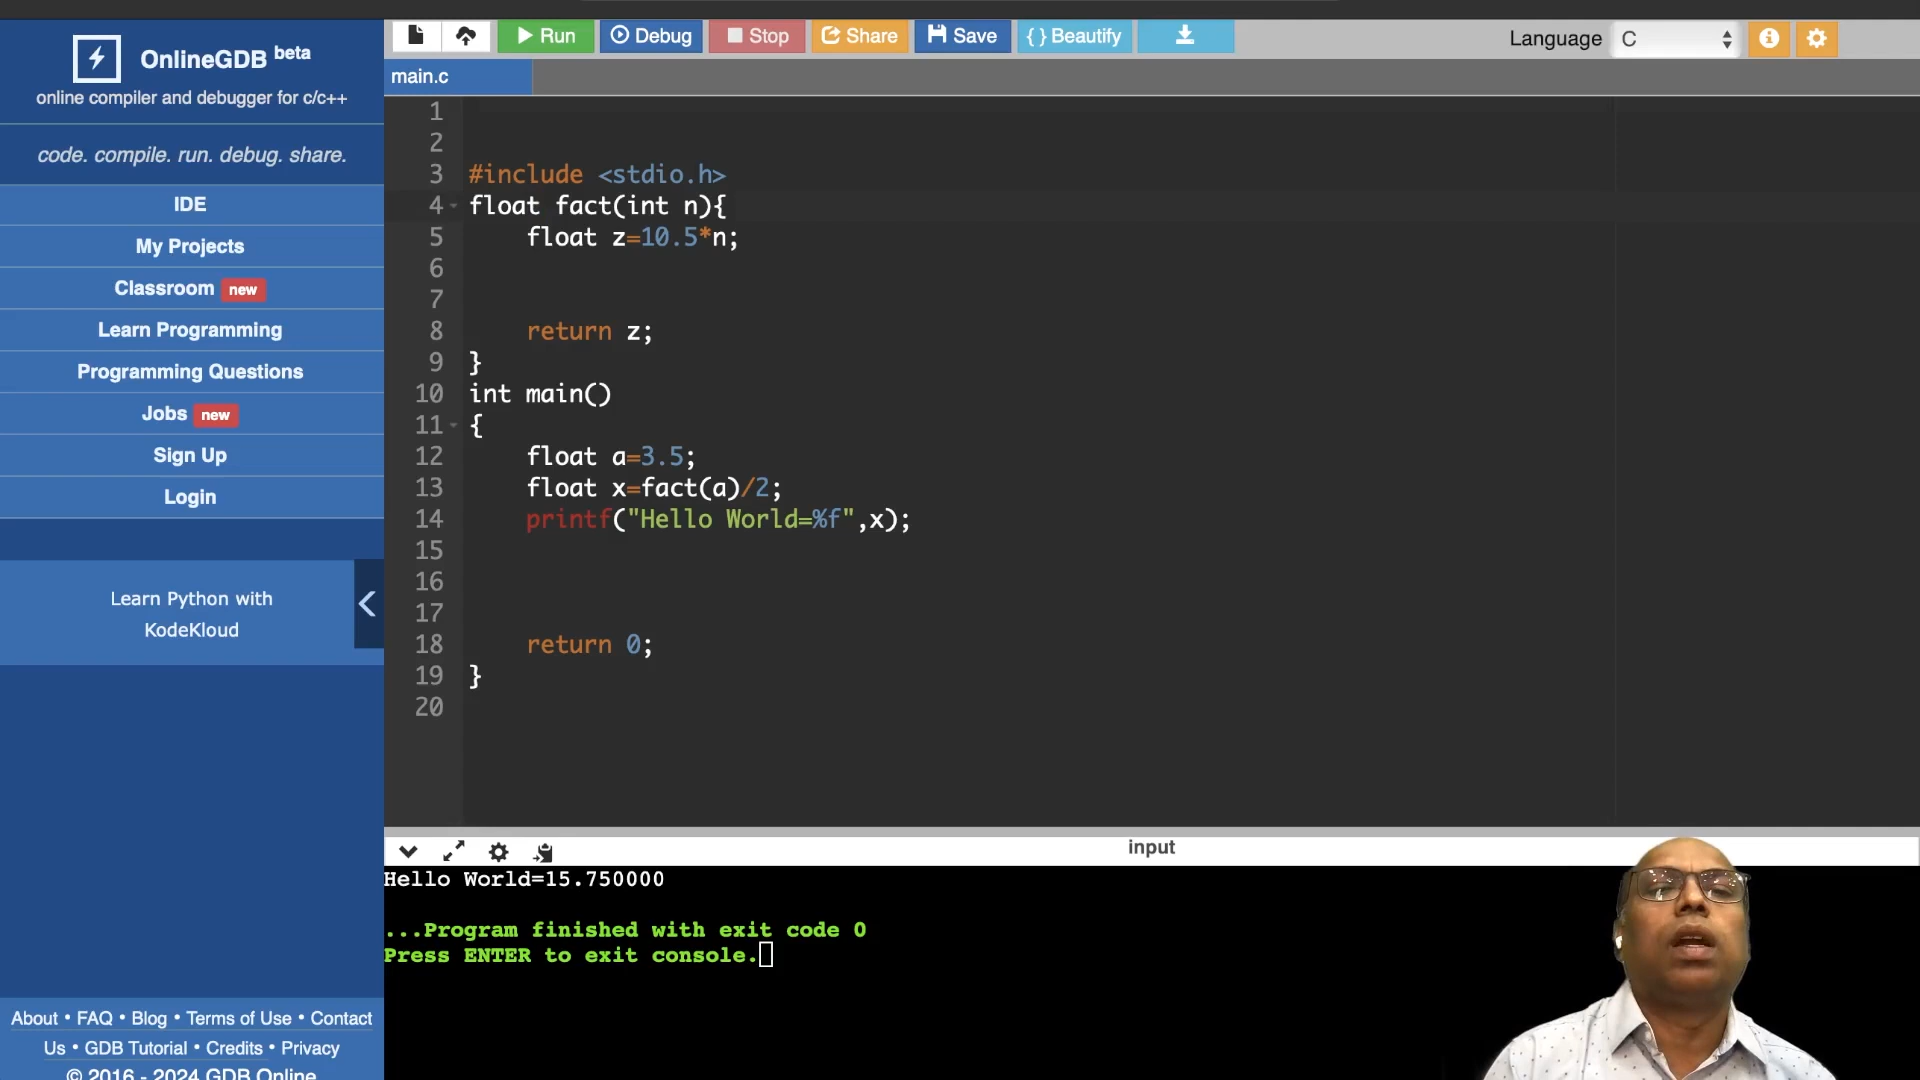 OnlineGDB beta
online compiler and debugger for c/c++
code. compile. run. debug. share.
IDE
My Projects
Classroom new
Learn Programming
Programming Questions
Jobs new
Sign Up
Login
Learn Python with
KodeKloud
About • FAQ • Blog • Terms of Use • Contact
Us • GDB Tutorial • Credits • Privacy
© 2016 - 2024 GDB Online
Run Debug Stop Share Save { } Beautify
Language C
main.c
1
2
3 #include <stdio.h>
4 float fact(int n){
5 float z=10.5*n;
6
7
8 return z;
9 }
10 int main()
11 {
12 float a=3.5;
13 float x=fact(a)/2;
14 printf("Hello World=%f",x);
15
16
17
18 return 0;
19 }
20
input
Hello World=15.750000
...Program finished with exit code 0
Press ENTER to exit console.